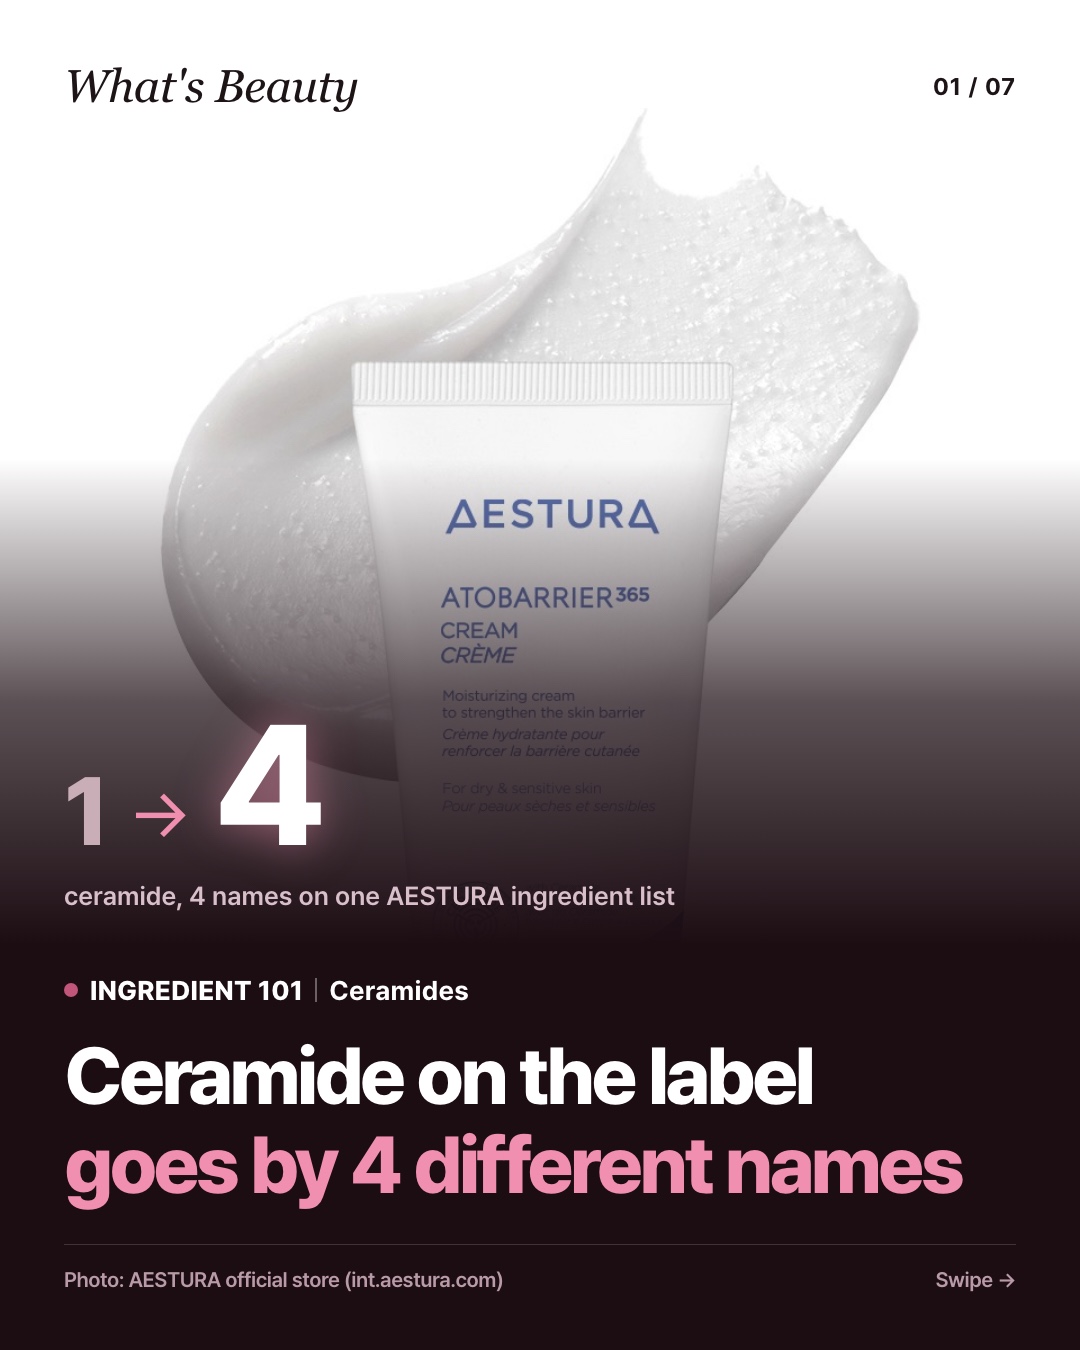 What's Beauty
01 / 07
AESTURA
ATOBARRIER365
CREAM
CRÈME
Moisturizing cream
to strengthen the skin barrier
Crème hydratante pour
renforcer la barrière cutanée
For dry & sensitive skin
Pour peaux sèches et sensibles
1 → 4
ceramide, 4 names on one AESTURA ingredient list
INGREDIENT 101 | Ceramides
Ceramide on the label
goes by 4 different names
Photo: AESTURA official store (int.aestura.com)
Swipe →